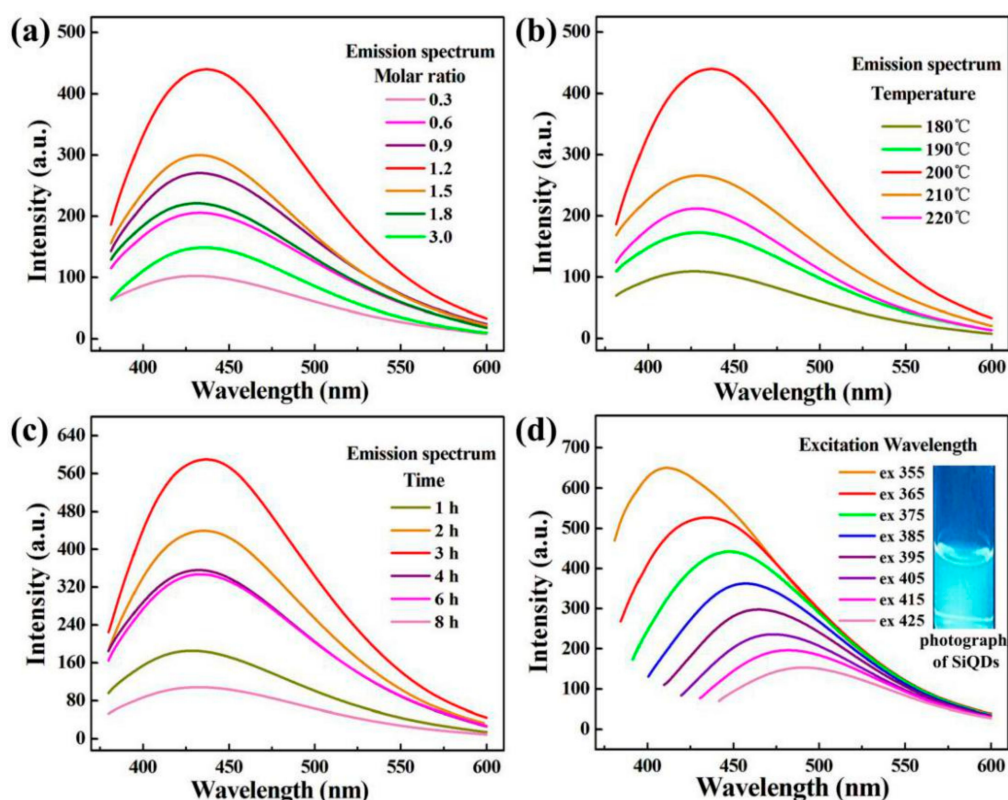 (a)
Emission spectrum
Molar ratio
0.3
0.6
0.9
1.2
1.5
1.8
3.0
500
400
300
200
100
0
Intensity (a.u.)
400 450 500 550 600
Wavelength (nm)
(b)
Emission spectrum
Temperature
180℃
190℃
200℃
210℃
220℃
500
400
300
200
100
0
Intensity (a.u.)
400 450 500 550 600
Wavelength (nm)
(c)
Emission spectrum
Time
1 h
2 h
3 h
4 h
6 h
8 h
640
560
480
400
320
240
160
80
0
Intensity (a.u.)
400 450 500 550 600
Wavelength (nm)
(d)
Excitation Wavelength
ex 355
ex 365
ex 375
ex 385
ex 395
ex 405
ex 415
ex 425
photograph
of SiQDs
700
600
500
400
300
200
100
0
Intensity (a.u.)
400 450 500 550 600
Wavelength (nm)